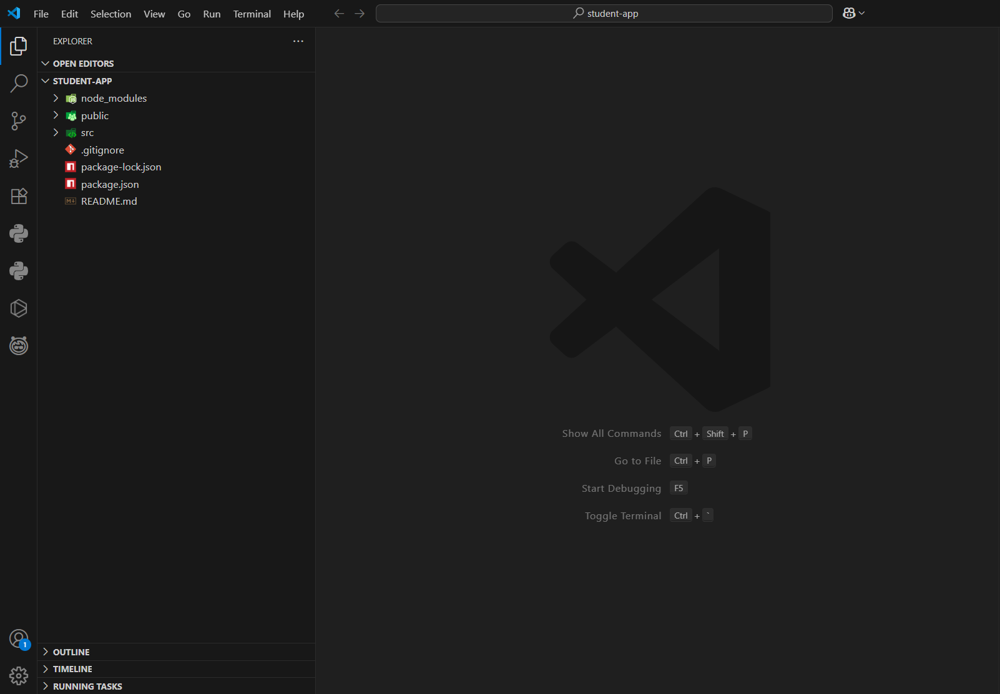 File Edit Selection View Go Run Terminal Help student-app
EXPLORER
OPEN EDITORS
STUDENT-APP
node_modules
public
src
.gitignore
package-lock.json
package.json
README.md
Show All Commands Ctrl + Shift + P
Go to File Ctrl + P
Start Debugging F5
Toggle Terminal Ctrl + `
1
OUTLINE
TIMELINE
RUNNING TASKS